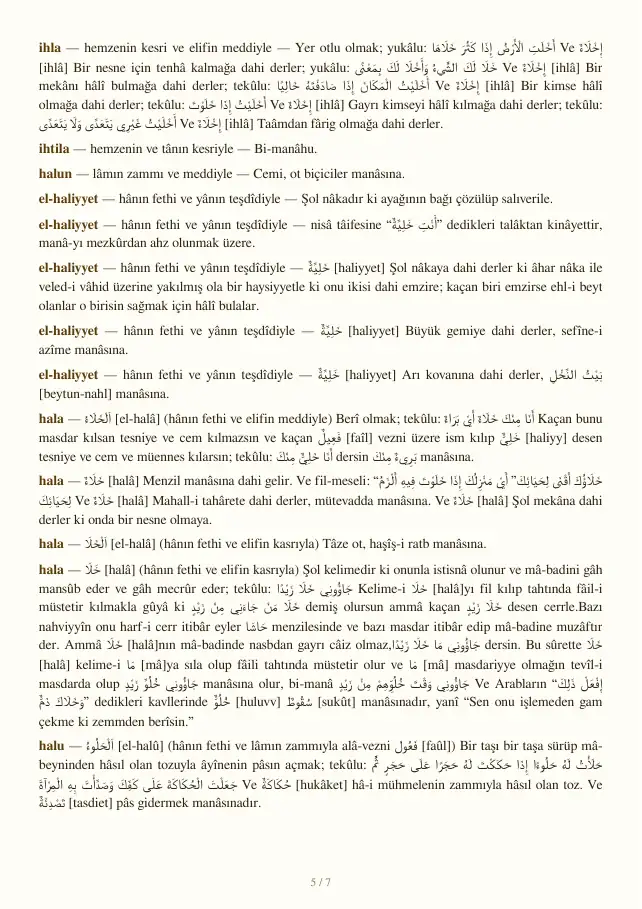 ihla — hemzenin kesri ve elifin meddiyle — Yer otlu olmak; yukâlu: أَخْلَتِ الْأَرْضُ إِذَا كَثُرَ خَلَاهَا Ve إِخْلَاءٌ
[ihlâ] Bir nesne için tenhâ kalmağa dahi derler; yukâlu: خَلَا لَكَ الشَّيْءُ وَأَخْلَا لَكَ بِمَعْنًى Ve إِخْلَاءٌ [ihlâ] Bir
mekânı hâlî bulmağa dahi derler; tekûlu: أَخْلَيْتُ الْمَكَانَ إِذَا صَادَفْتَهُ خَالِيًا Ve إِخْلَاءٌ [ihlâ] Bir kimse hâlî
olmağa dahi derler; tekûlu: أَخْلَيْتُ إِذَا خَلَوْتَ Ve إِخْلَاءٌ [ihlâ] Gayrı kimseyi hâlî kılmağa dahi derler; tekûlu:
أَخْلَيْتُ غَيْرِي يَتَعَدَّى وَلَا يَتَعَدَّى Ve إِخْلَاءٌ [ihlâ] Taâmdan fârig olmağa dahi derler.
ihtila — hemzenin ve tânın kesriyle — Bi-manâhu.
halun — lâmın zammı ve meddiyle — Cemi, ot biçiciler manâsına.
el-haliyyet — hânın fethi ve yânın teşdîdiyle — Şol nâkadır ki ayağının bağı çözülüp salıverile.
el-haliyyet — hânın fethi ve yânın teşdîdiyle — nisâ tâifesine “أَنْتِ خَلِيَّةٌ” dedikleri talâktan kinâyettir,
manâ-yı mezkûrdan ahz olunmak üzere.
el-haliyyet — hânın fethi ve yânın teşdîdiyle — خَلِيَّةٌ [haliyyet] Şol nâkaya dahi derler ki âhar nâka ile
veled-i vâhid üzerine yakılmış ola bir haysiyyetle ki onu ikisi dahi emzire; kaçan biri emzirse ehl-i beyt
olanlar o birisin sağmak için hâlî bulalar.
el-haliyyet — hânın fethi ve yânın teşdîdiyle — خَلِيَّةٌ [haliyyet] Büyük gemiye dahi derler, sefîne-i
azîme manâsına.
el-haliyyet — hânın fethi ve yânın teşdîdiyle — خَلِيَّةٌ [haliyyet] Arı kovanına dahi derler, بَيْتُ النَّحْلِ
[beytun-nahl] manâsına.
hala — اَلْخَلَاءُ [el-halâ] (hânın fethi ve elifin meddiyle) Berî olmak; tekûlu: أَنَا مِنْكَ خَلَاءٌ أَيْ بَرَاءٌ Kaçan bunu
masdar kılsan tesniye ve cem kılmazsın ve kaçan فَعِيلٌ [faîl] vezni üzere ism kılıp خَلِيٌّ [haliyy] desen
tesniye ve cem ve müennes kılarsın; tekûlu: أَنَا خَلِيٌّ مِنْكَ dersin بَرِيءٌ مِنْكَ manâsına.
hala — خَلَاءٌ [halâ] Menzil manâsına dahi gelir. Ve fil-meseli: “خَلَاؤُكَ أَقْنَى لِحَيَائِكَ” أَيْ مَنْزِلُكَ إِذَا خَلَوْتَ فِيهِ أَلْزَمُ
لِحَيَائِكَ Ve خَلَاءٌ [halâ] Mahall-i tahârete dahi derler, mütevadda manâsına. Ve خَلَاءٌ [halâ] Şol mekâna dahi
derler ki onda bir nesne olmaya.
hala — اَلْخَلَا [el-halâ] (hânın fethi ve elifin kasrıyla) Tâze ot, haşîş-i ratb manâsına.
hala — خَلَا [halâ] (hânın fethi ve elifin kasrıyla) Şol kelimedir ki onunla istisnâ olunur ve mâ-badini gâh
mansûb eder ve gâh mecrûr eder; tekûlu: جَاؤُونِي خَلَا زَيْدًا Kelime-i خَلَا [halâ]yı fil kılıp tahtında fâil-i
müstetir kılmakla gûyâ ki خَلَا مَنْ جَاءَنِي مِنْ زَيْدٍ demiş olursun ammâ kaçan خَلَا زَيْدٍ desen cerrle.Bazı
nahviyyîn onu harf-i cerr itibâr eyler حَاشَا menzilesinde ve bazı masdar itibâr edip mâ-badine muzâftır
der. Ammâ خَلَا [halâ]nın mâ-badinde nasbdan gayrı câiz olmaz,جَاؤُونِي مَا خَلَا زَيْدًا dersin. Bu sûrette خَلَا
[halâ] kelime-i مَا [mâ]ya sıla olup fâili tahtında müstetir olur ve مَا [mâ] masdariyye olmağın tevîl-i
masdarda olup جَاؤُونِي خُلُوَّ زَيْدٍ manâsına olur, bi-manâ جَاؤُونِي وَقْتَ خُلُوِّهِمْ مِنْ زَيْدٍ Ve Arabların “إِفْعَلْ ذَلِكَ
وَخَلَاكَ ذَمٌّ” dedikleri kavllerinde خُلُوٌّ [huluvv] سُقُوطٌ [sukût] manâsınadır, yanî “Sen onu işlemeden gam
çekme ki zemmden berîsin.”
halu — اَلْحَلُوءُ [el-halû] (hânın fethi ve lâmın zammıyla alâ-vezni فَعُول [faûl]) Bir taşı bir taşa sürüp mâ-
beyninden hâsıl olan tozuyla âyînenin pâsın açmak; tekûlu: حَلَأْتُ لَهُ حَلُوءًا إِذَا حَكَكْتَ لَهُ حَجَرًا عَلَى حَجَرٍ ثُمَّ
جَعَلْتَ الْحُكَاكَةَ عَلَى كَفِّكَ وَصَدَّأْتَ بِهِ الْمِرْآةَ Ve حُكَاكَةٌ [hukâket] hâ-i mühmelenin zammıyla hâsıl olan toz. Ve
تَصْدِئَةٌ [tasdiet] pâs gidermek manâsınadır.
5 / 7